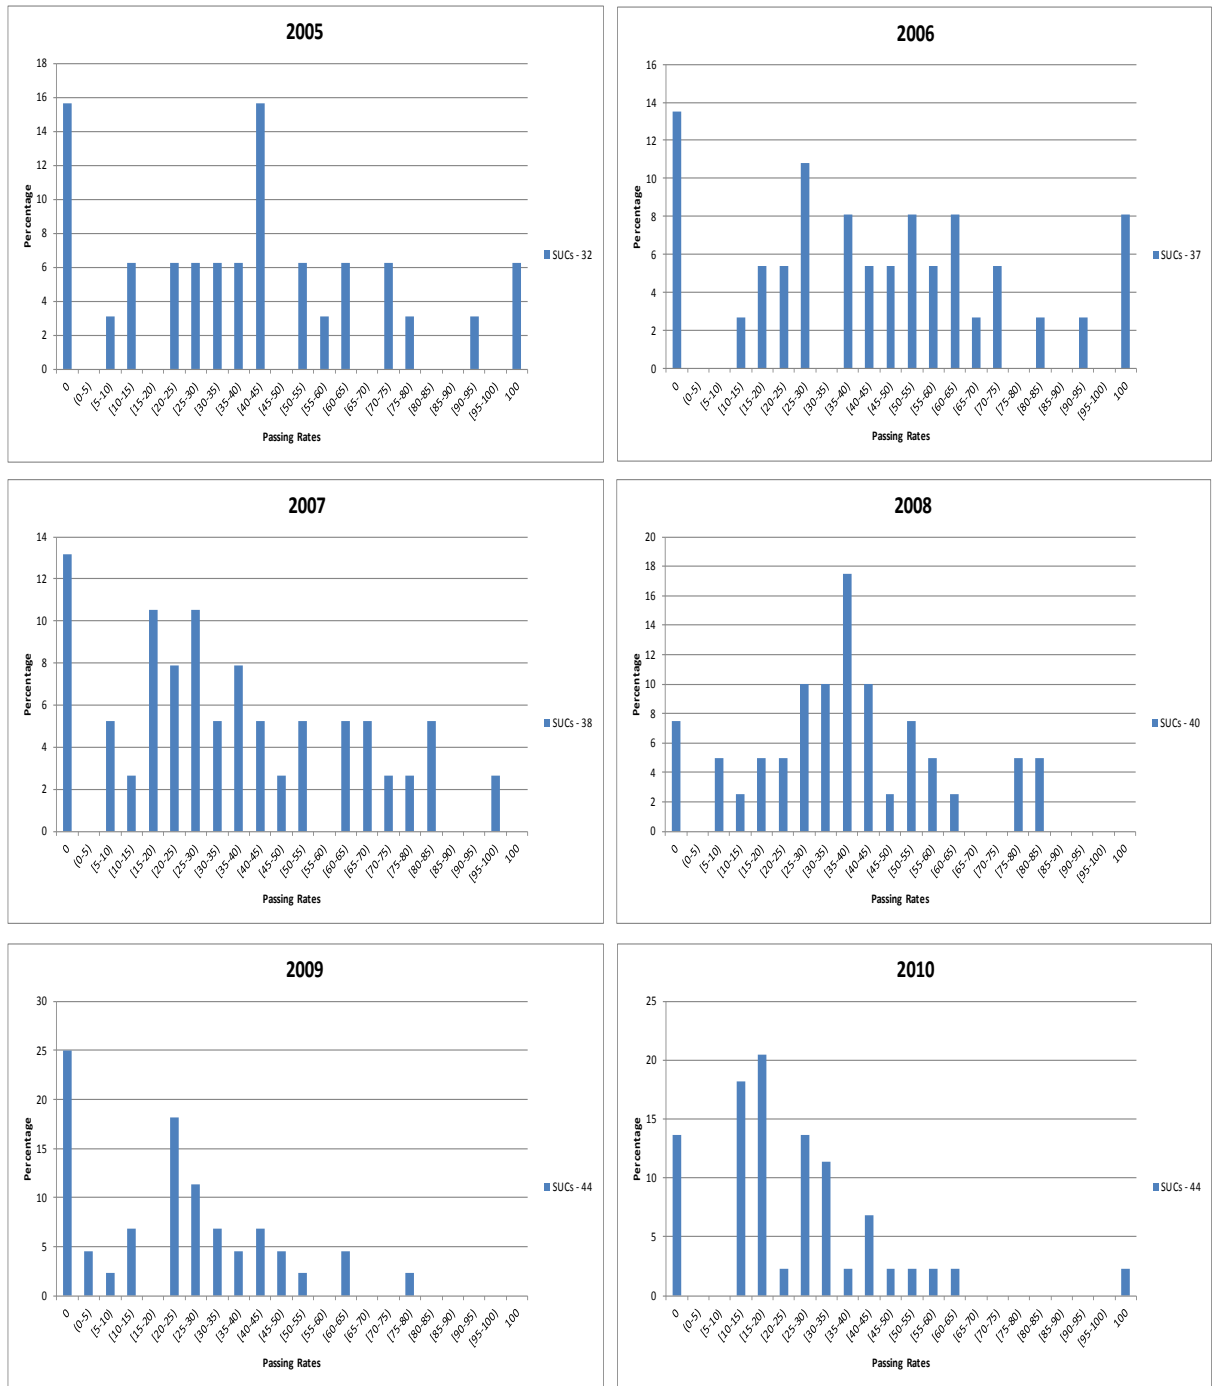 2005
18
16
14
12
10
8
6
4
2
0
Percentage
0 (0-5) [5-10) [10-15) [15-20) [20-25) [25-30) [30-35) [35-40) [40-45) [45-50) [50-55) [55-60) [60-65) [65-70) [70-75) [75-80) [80-85) [85-90) [90-95) [95-100) 100
Passing Rates
SUCs - 32
2006
16
14
12
10
8
6
4
2
0
Percentage
0 (0-5) [5-10) [10-15) [15-20) [20-25) [25-30) [30-35) [35-40) [40-45) [45-50) [50-55) [55-60) [60-65) [65-70) [70-75) [75-80) [80-85) [85-90) [90-95) [95-100) 100
Passing Rates
SUCs - 37
2007
14
12
10
8
6
4
2
0
Percentage
0 (0-5) [5-10) [10-15) [15-20) [20-25) [25-30) [30-35) [35-40) [40-45) [45-50) [50-55) [55-60) [60-65) [65-70) [70-75) [75-80) [80-85) [85-90) [90-95) [95-100) 100
Passing Rates
SUCs - 38
2008
20
18
16
14
12
10
8
6
4
2
0
Percentage
0 (0-5) [5-10) [10-15) [15-20) [20-25) [25-30) [30-35) [35-40) [40-45) [45-50) [50-55) [55-60) [60-65) [65-70) [70-75) [75-80) [80-85) [85-90) [90-95) [95-100) 100
Passing Rates
SUCs - 40
2009
30
25
20
15
10
5
0
Percentage
0 (0-5) [5-10) [10-15) [15-20) [20-25) [25-30) [30-35) [35-40) [40-45) [45-50) [50-55) [55-60) [60-65) [65-70) [70-75) [75-80) [80-85) [85-90) [90-95) [95-100) 100
Passing Rates
SUCs - 44
2010
25
20
15
10
5
0
Percentage
0 (0-5) [5-10) [10-15) [15-20) [20-25) [25-30) [30-35) [35-40) [40-45) [45-50) [50-55) [55-60) [60-65) [65-70) [70-75) [75-80) [80-85) [85-90) [90-95) [95-100) 100
Passing Rates
SUCs - 44